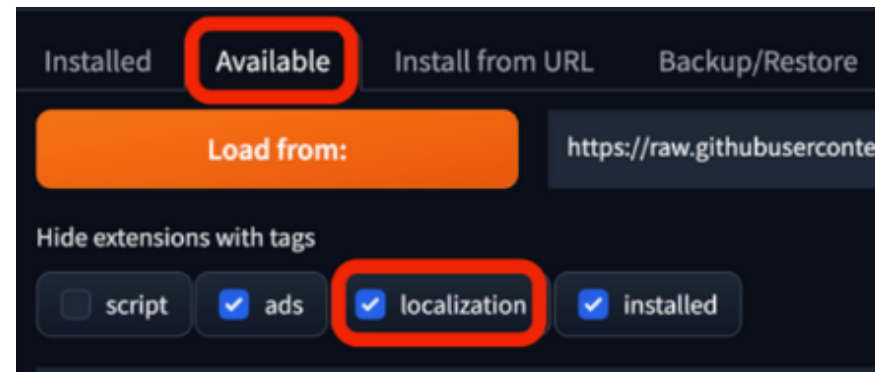 Installed Available Install from URL Backup/Restore
Load from: https://raw.githubuserconte
Hide extensions with tags
script ads localization installed